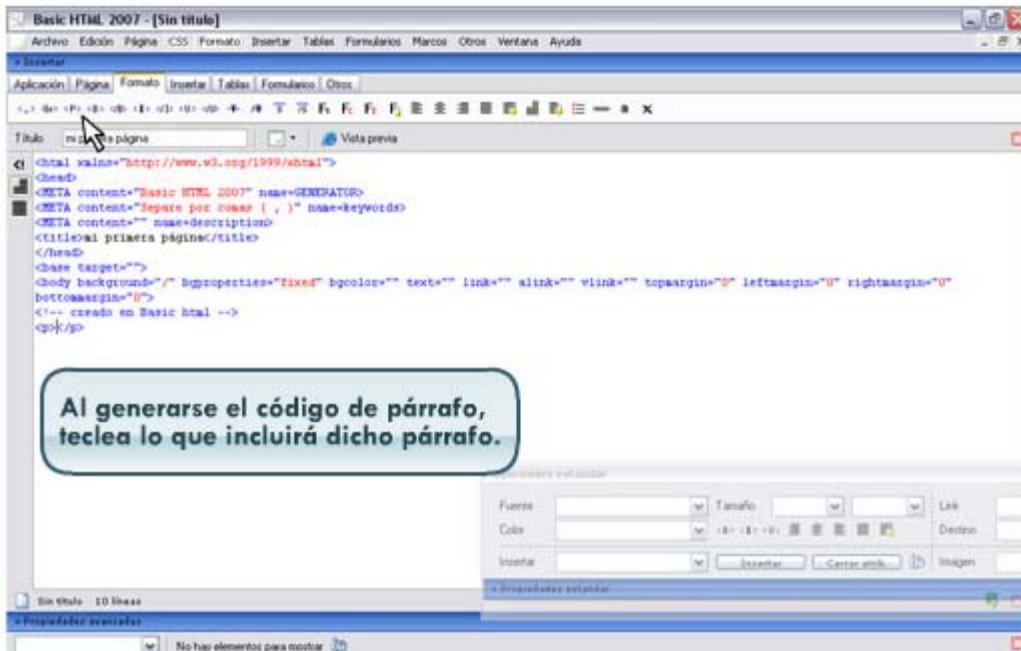 Basic HTML 2007 - [Sin título]
Archivo Edición Página CSS Formato Insertar Tablas Formularios Marcos Otros Ventana Ayuda
Insertar
Aplicación Página Formato Insertar Tablas Formularios Otros
Título mi página Vista previa
<html xmlns="http://www.w3.org/1999/xhtml">
<head>
<META content="Basic HTML 2007" name=GENERATOR>
<META content="Separe por comas ( , )" name=keywords>
<META content="" name=description>
<title>mi primera página</title>
</head>
<base target="">
<body background="/" bgproperties="fixed" bgcolor="" text="" link="" alink="" vlink="" topmargin="0" leftmargin="0" rightmargin="0"
bottommargin="0">
<!-- creado en Basic html -->
<p></p>
Al generarse el código de párrafo,
teclea lo que incluirá dicho párrafo.
Fuente Tamaño Link
Color Destino
Insertar Insertar Cerrar atrib. Imagen
Propiedades estandar
Sin título 10 líneas
Propiedades avanzadas
No hay elementos para mostrar